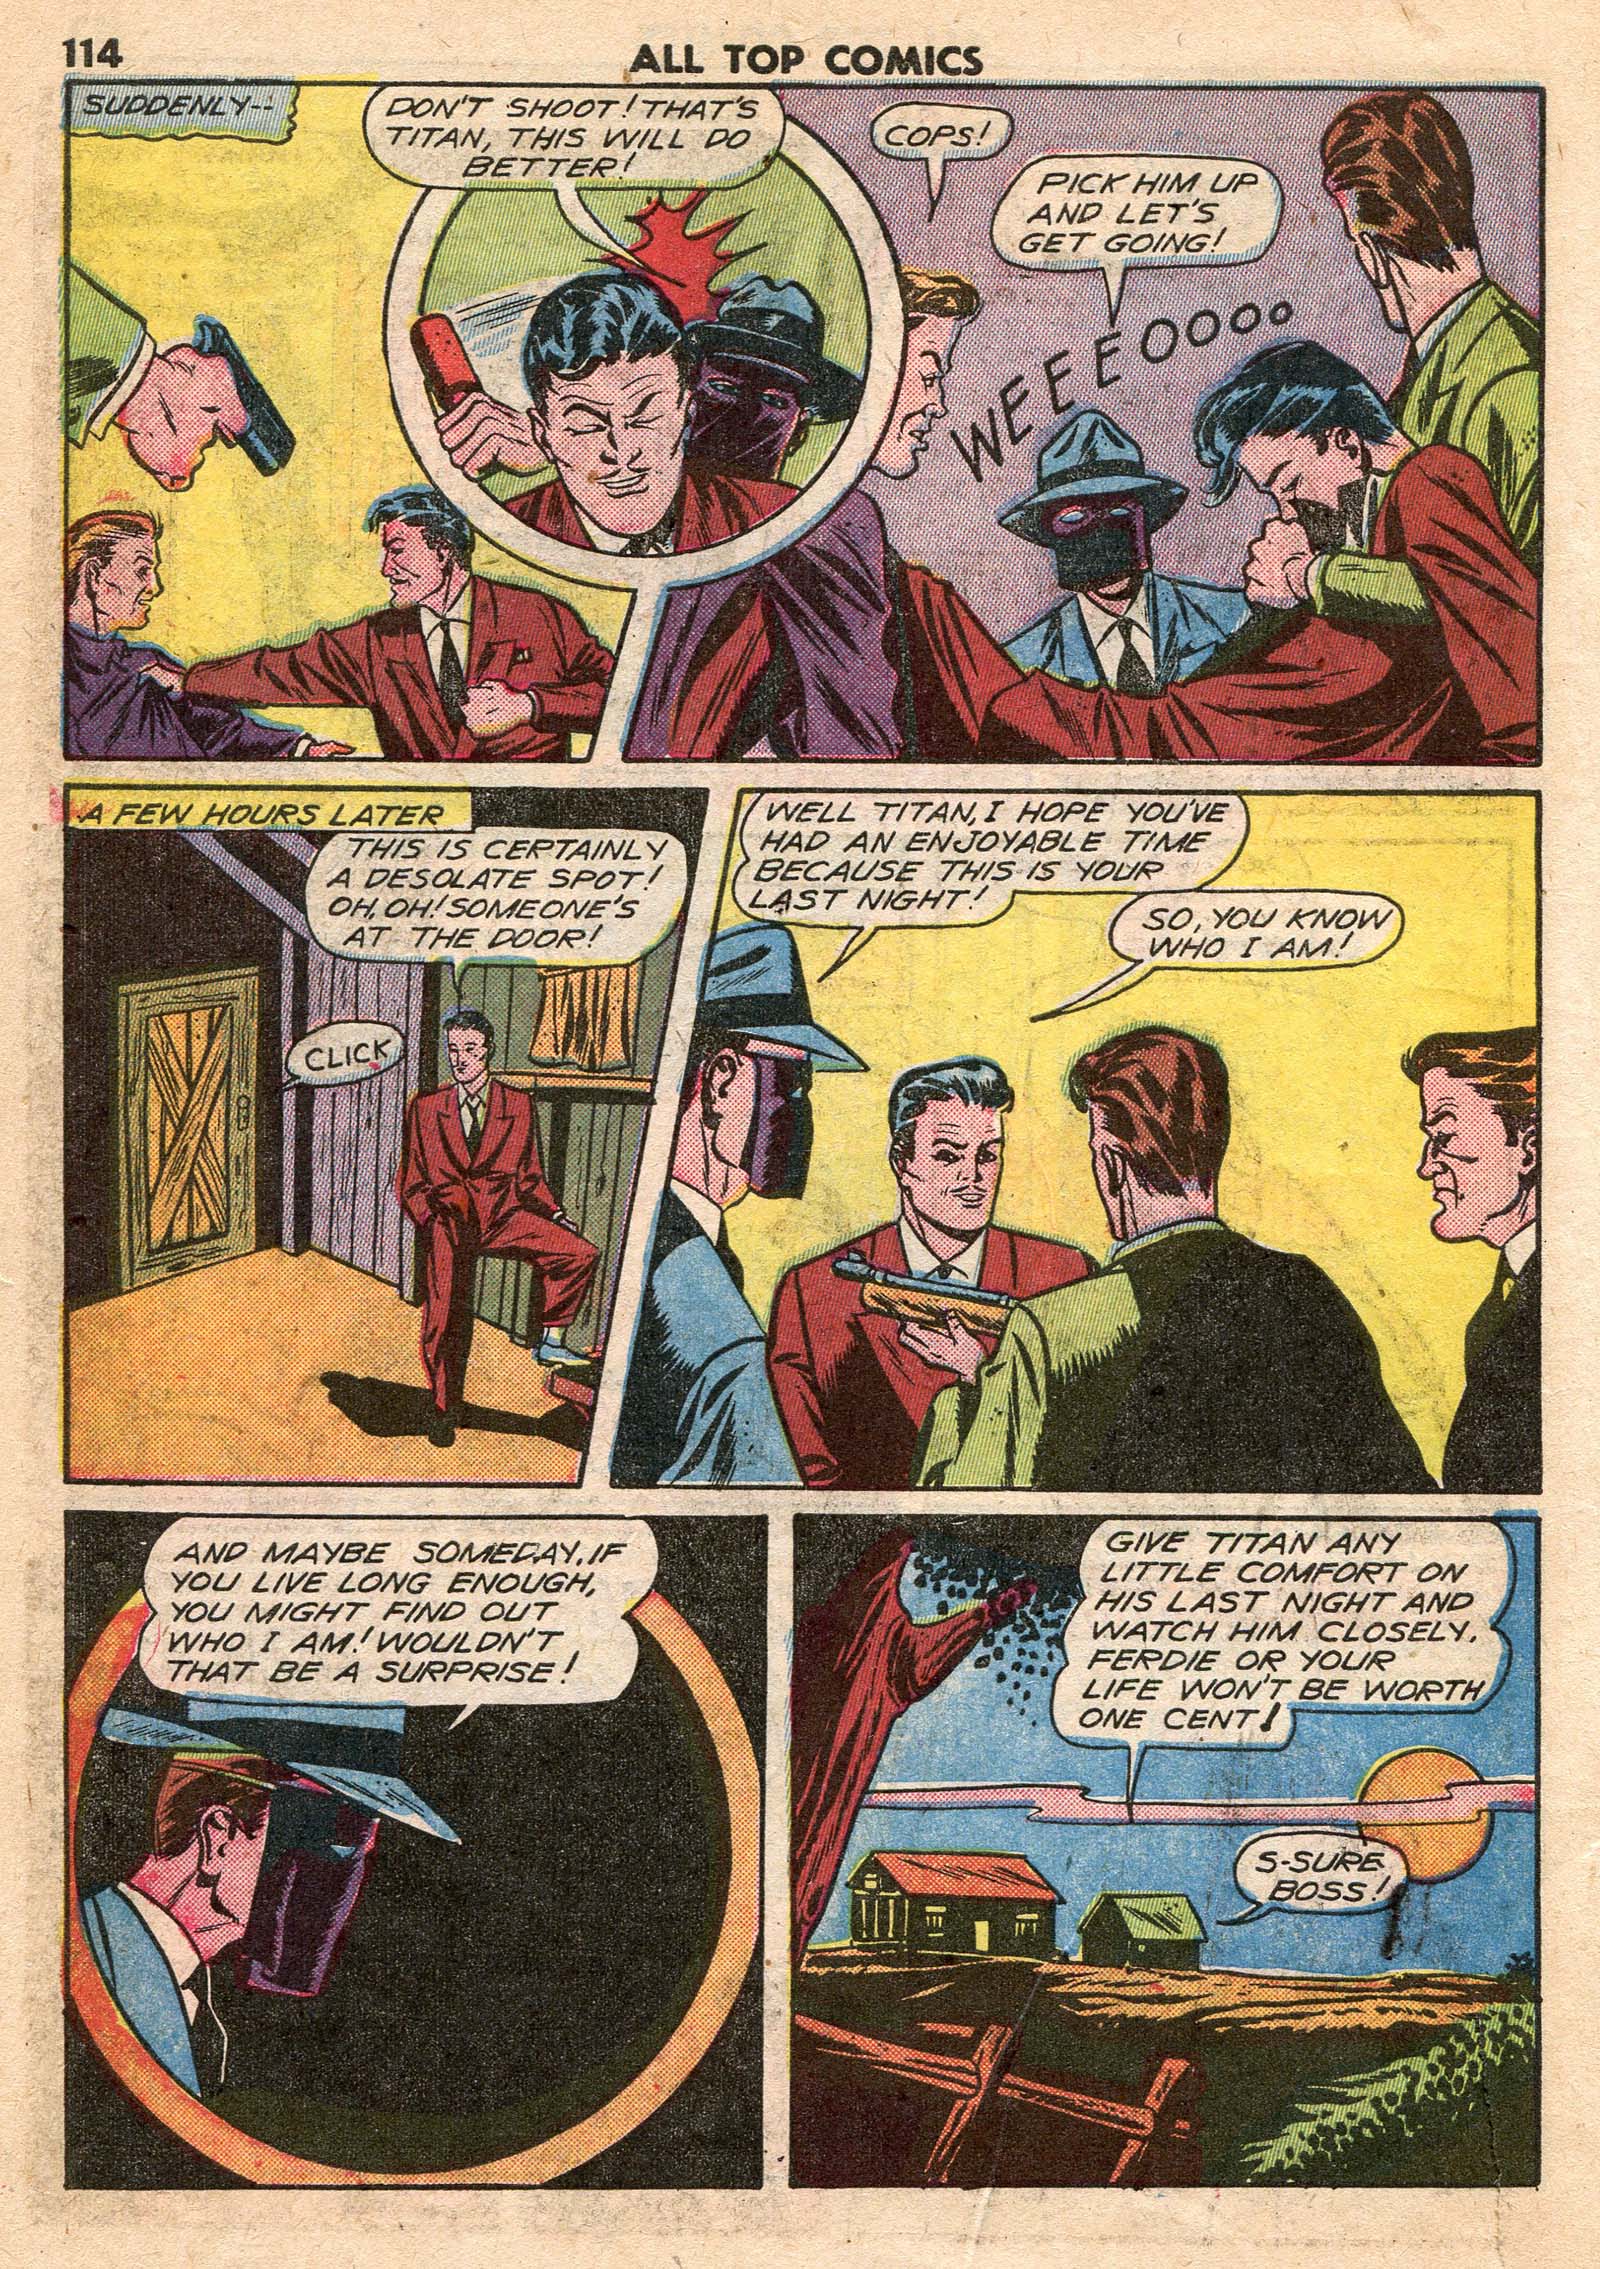 114
ALL TOP COMICS
SUDDENLY--
DON'T SHOOT! THAT'S
TITAN, THIS WILL DO
BETTER!
COPS!
PICK HIM UP
AND LET'S
GET GOING!
WEEEOOOOO
A FEW HOURS LATER
THIS IS CERTAINLY
A DESOLATE SPOT!
OH, OH! SOMEONE'S
AT THE DOOR!
CLICK
WELL TITAN, I HOPE YOU'VE
HAD AN ENJOYABLE TIME
BECAUSE THIS IS YOUR
LAST NIGHT!
SO, YOU KNOW
WHO I AM!
AND MAYBE SOMEDAY, IF
YOU LIVE LONG ENOUGH,
YOU MIGHT FIND OUT
WHO I AM! WOULDN'T
THAT BE A SURPRISE!
GIVE TITAN ANY
LITTLE COMFORT ON
HIS LAST NIGHT AND
WATCH HIM CLOSELY,
FERDIE OR YOUR
LIFE WON'T BE WORTH
ONE CENT!
S-SURE
BOSS!